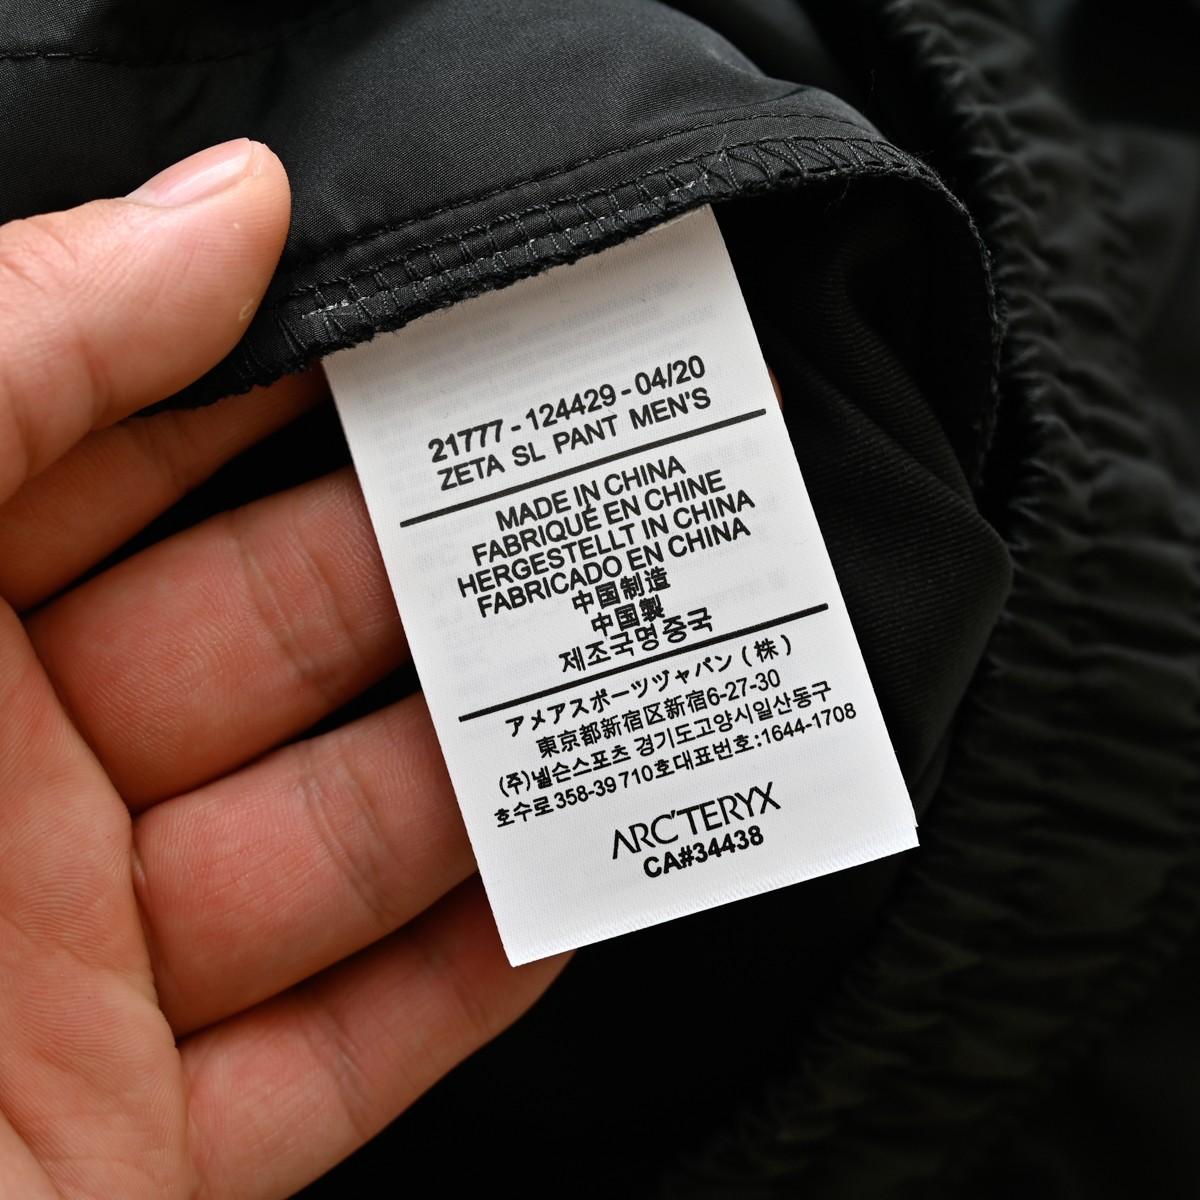 21777 - 124429 - 04/20
ZETA SL PANT MEN'S
MADE IN CHINA
FABRIQUÉ EN CHINE
HERGESTELLT IN CHINA
FABRICADO EN CHINA
中国制造
中国製
제조국명중국
アメアスポーツヅャパン (株)
東京都新宿区新宿6-27-30
(주)넬슨스포츠 경기도고양시일산동구
호수로358-39 710호대표번호:1644-1708
ARC'TERYX
CA#34438